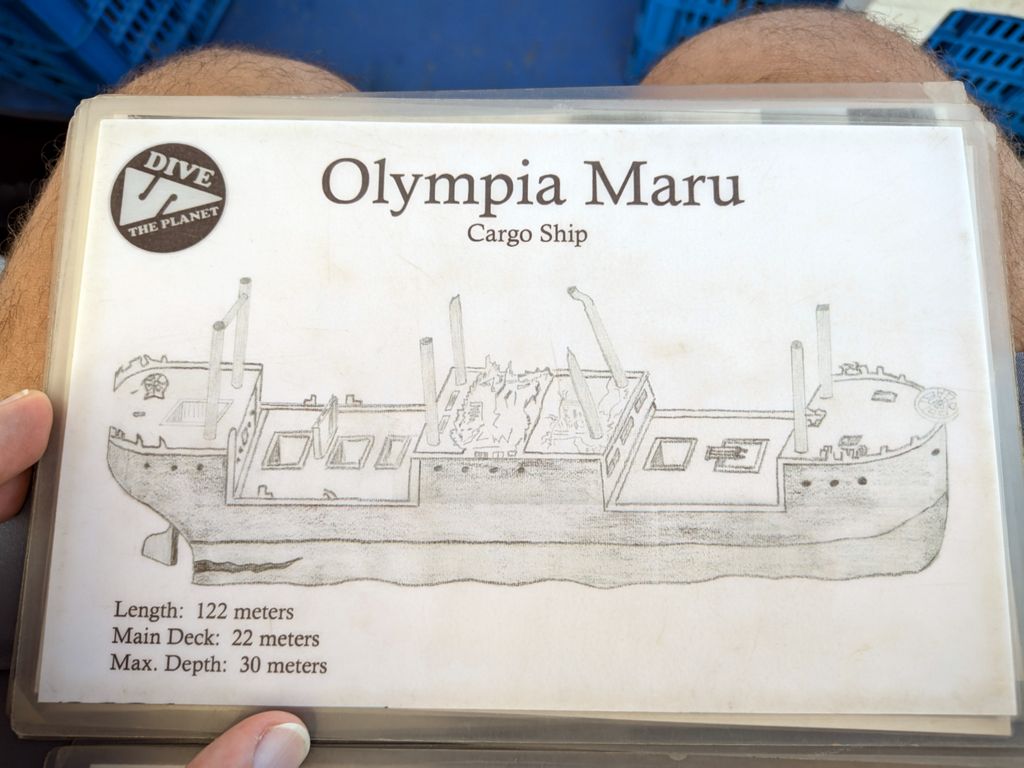 DIVE
THE PLANET
Olympia Maru
Cargo Ship
Length: 122 meters
Main Deck: 22 meters
Max. Depth: 30 meters